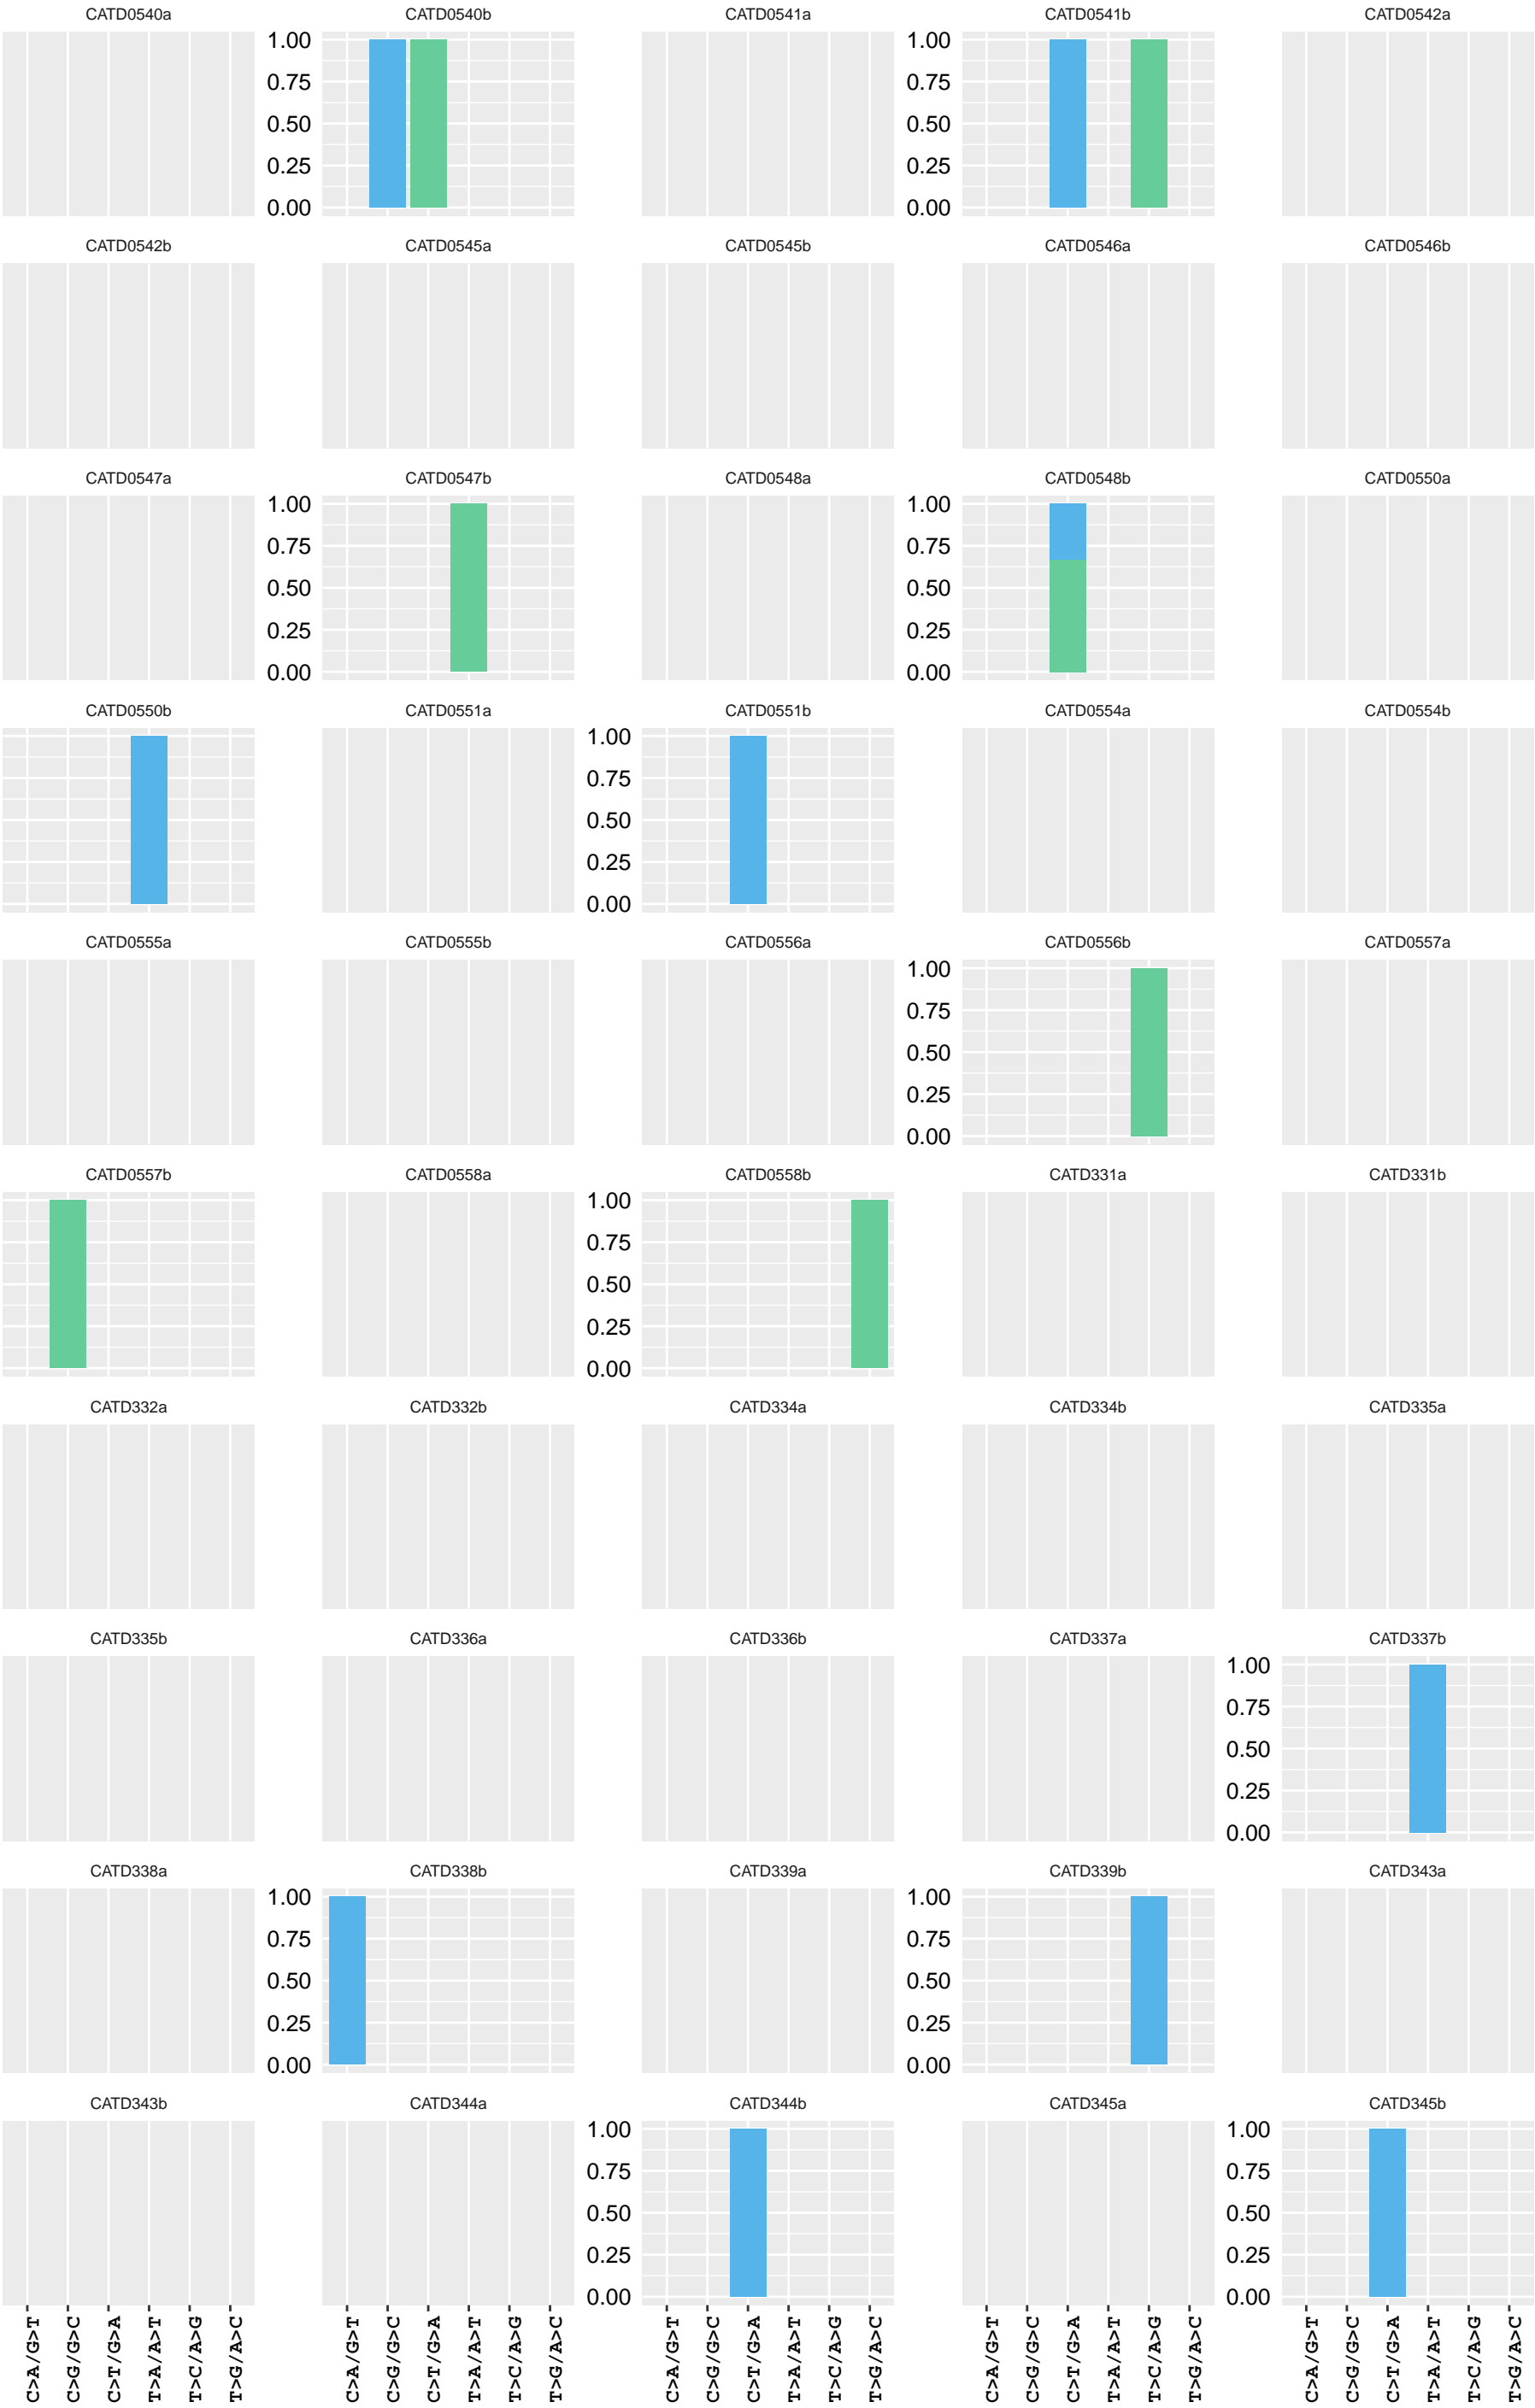 CATD0540a CATD0540b CATD0541a CATD0541b CATD0542a
1.00 1.00
0.75 0.75
0.50 0.50
0.25 0.25
0.00 0.00
CATD0542b CATD0545a CATD0545b CATD0546a CATD0546b
CATD0547a CATD0547b CATD0548a CATD0548b CATD0550a
1.00 1.00
0.75 0.75
0.50 0.50
0.25 0.25
0.00 0.00
CATD0550b CATD0551a CATD0551b CATD0554a CATD0554b
1.00
0.75
0.50
0.25
0.00
CATD0555a CATD0555b CATD0556a CATD0556b CATD0557a
1.00
0.75
0.50
0.25
0.00
CATD0557b CATD0558a CATD0558b CATD331a CATD331b
1.00
0.75
0.50
0.25
0.00
CATD332a CATD332b CATD334a CATD334b CATD335a
CATD335b CATD336a CATD336b CATD337a CATD337b
1.00
0.75
0.50
0.25
0.00
CATD338a CATD338b CATD339a CATD339b CATD343a
1.00 1.00
0.75 0.75
0.50 0.50
0.25 0.25
0.00 0.00
CATD343b CATD344a CATD344b CATD345a CATD345b
1.00 1.00
0.75 0.75
0.50 0.50
0.25 0.25
0.00 0.00
C>A/G>T
C>G/G>C
C>T/G>A
T>A/A>T
T>C/A>G
T>G/A>C
C>A/G>T
C>G/G>C
C>T/G>A
T>A/A>T
T>C/A>G
T>G/A>C
C>A/G>T
C>G/G>C
C>T/G>A
T>A/A>T
T>C/A>G
T>G/A>C
C>A/G>T
C>G/G>C
C>T/G>A
T>A/A>T
T>C/A>G
T>G/A>C
C>A/G>T
C>G/G>C
C>T/G>A
T>A/A>T
T>C/A>G
T>G/A>C